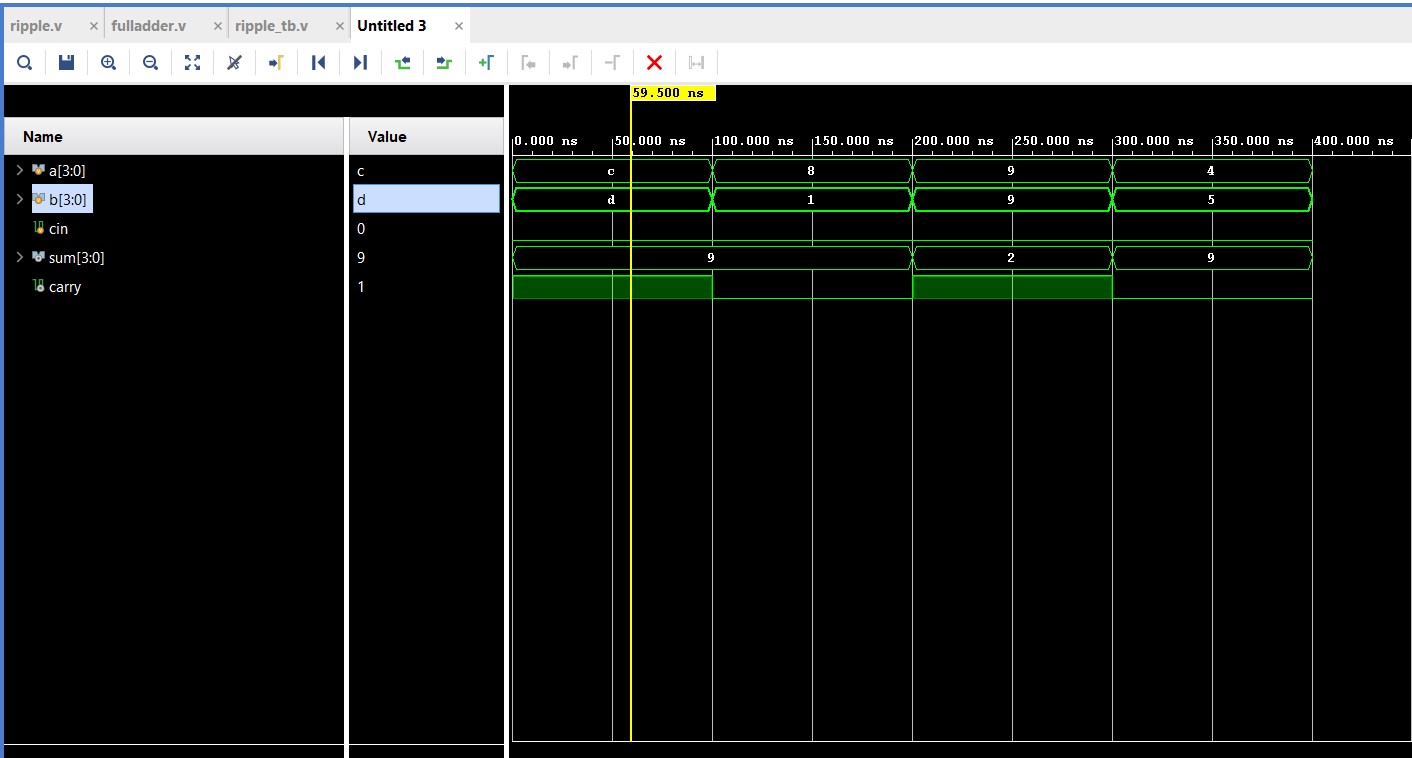 ripple.v × fulladder.v × ripple_tb.v × Untitled 3 ×
59.500 ns
Name Value 0.000 ns 50.000 ns 100.000 ns 150.000 ns 200.000 ns 250.000 ns 300.000 ns 350.000 ns 400.000 ns
a[3:0] c c 8 9 4
b[3:0] d d 1 9 5
cin 0
sum[3:0] 9 9 2 9
carry 1